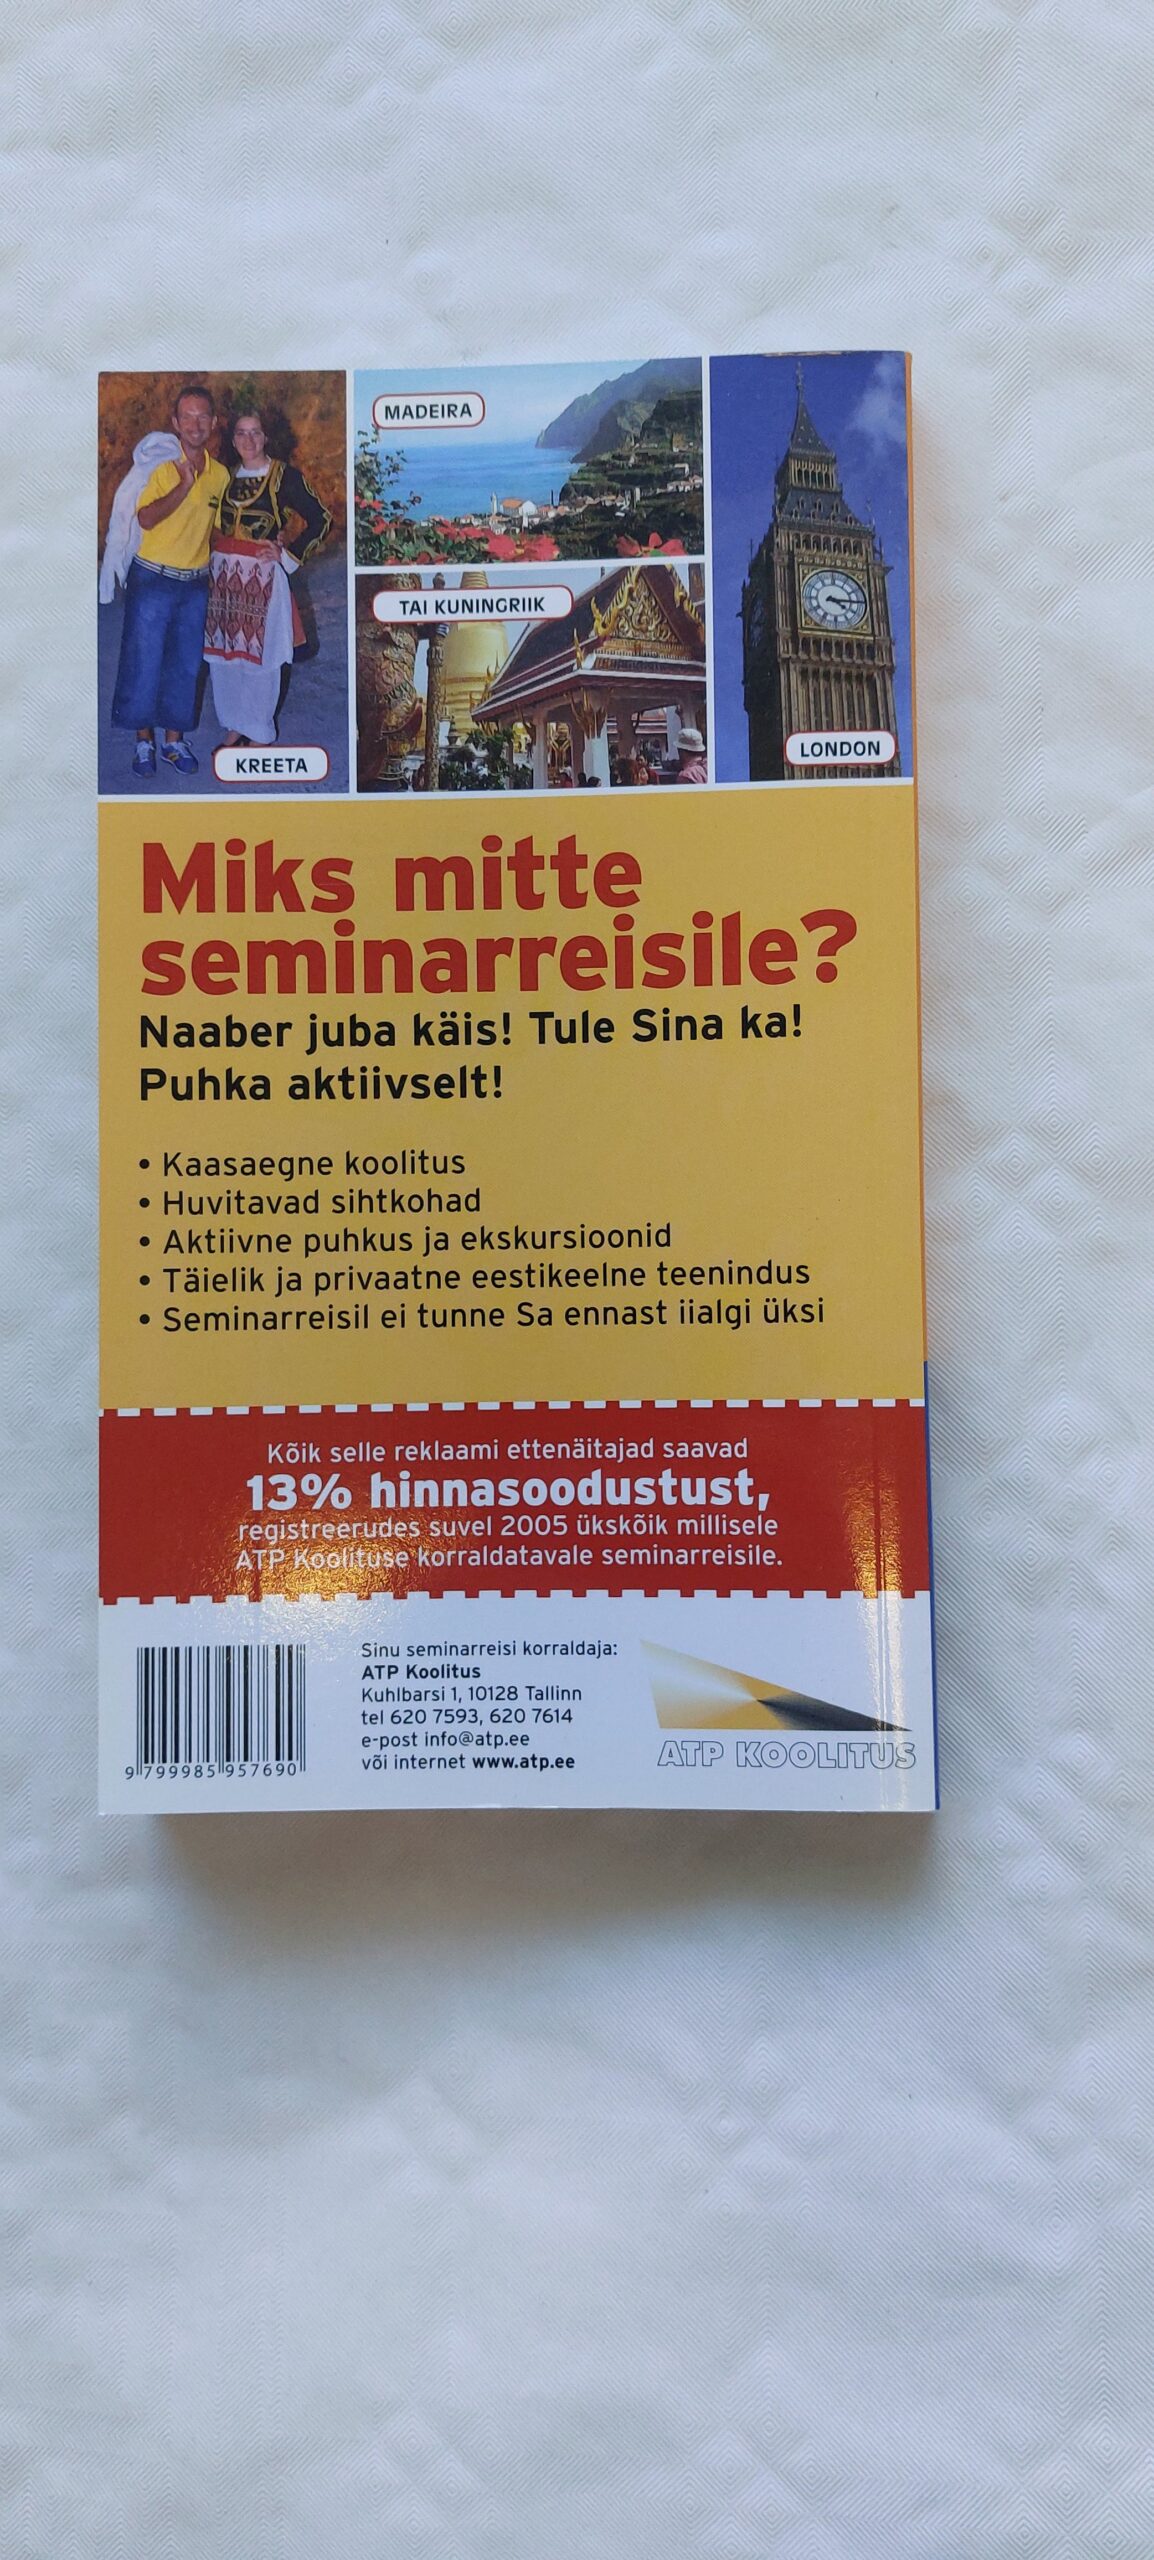 MADEIRA
TAI KUNINGRIIK
KREETA
LONDON
Miks mitte
seminarreisile?
Naaber juba käis! Tule Sina ka!
Puhka aktiivselt!
• Kaasaegne koolitus
• Huvitavad sihtkohad
• Aktiivne puhkus ja ekskursioonid
• Täielik ja privaatne eestikeelne teenindus
• Seminarreisil ei tunne Sa ennast iialgi üksi
Kõik selle reklaami ettenäitajad saavad
13% hinnasoodustust,
registreerudes suvel 2005 ükskõik millisele
ATP Koolituse korraldatavale seminarreisile.
9 799985 957690
Sinu seminarreisi korraldaja:
ATP Koolitus
Kuhlbarsi 1, 10128 Tallinn
tel 620 7593, 620 7614
e-post info@atp.ee
või internet www.atp.ee
ATP KOOLITUS